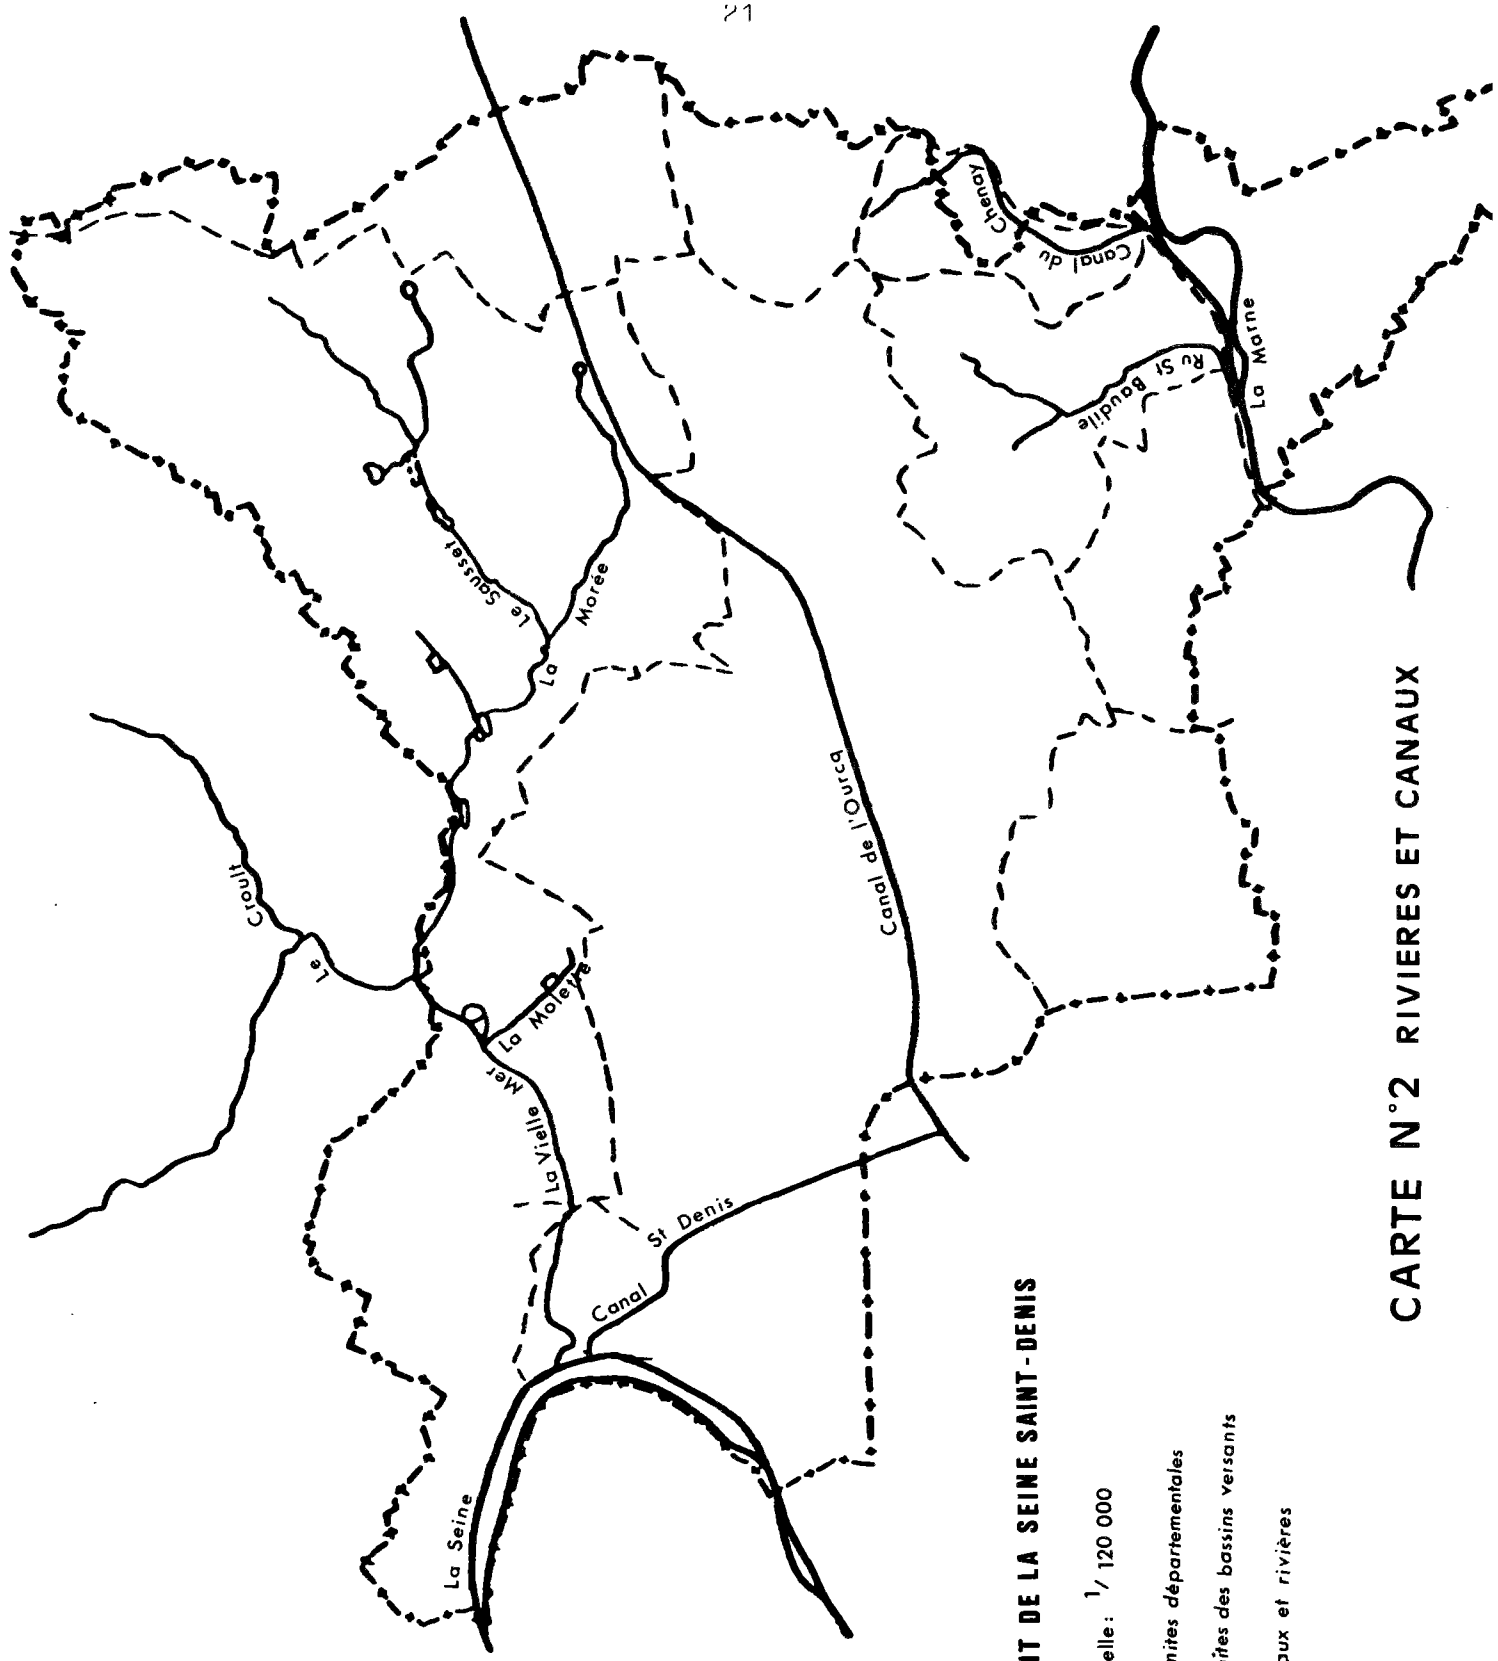 21
Le Croult
Le Sausset
La Morée
La Molette
La Vielle Mer
Canal St Denis
La Seine
Canal de l'Ourcq
Canal du Chenay
Ru St Baudile
La Marne
CARTE N°2 RIVIERES ET CANAUX
IT DE LA SEINE SAINT-DENIS
elle: 1/120 000
nites départementales
ites des bassins versants
aux et rivières